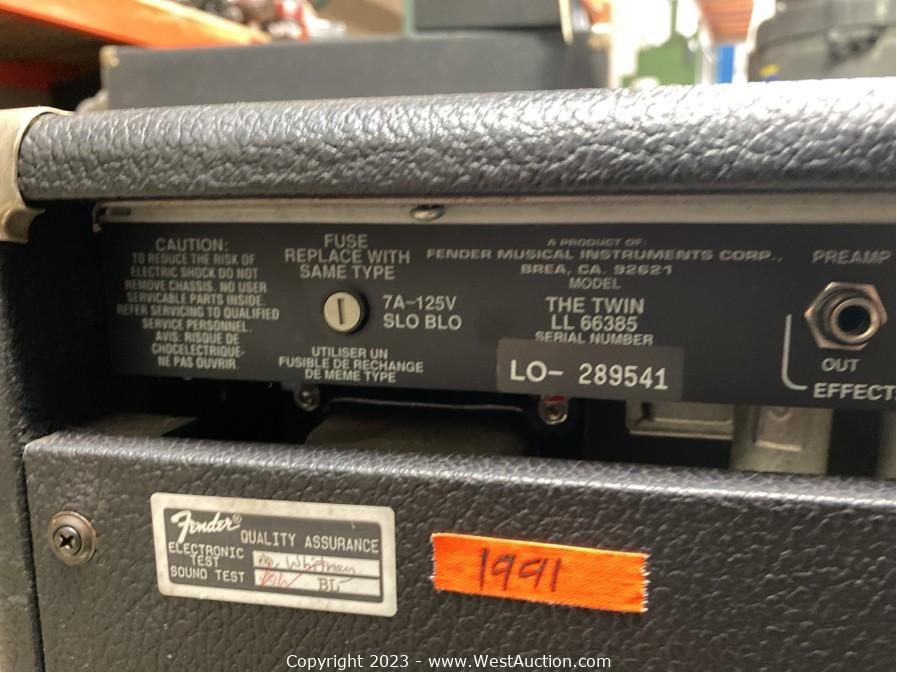 CAUTION:
TO REDUCE THE RISK OF
ELECTRIC SHOCK DO NOT
REMOVE CHASSIS. NO USER
SERVICABLE PARTS INSIDE.
REFER SERVICING TO QUALIFIED
SERVICE PERSONNEL.
AVIS: RISQUE DE
CHOCELECTRIQUE-
NE PAS OUVRIR.
FUSE
REPLACE WITH
SAME TYPE
7A-125V
SLO BLO
UTILISER UN
FUSIBLE DE RECHANGE
DE MEME TYPE
A PRODUCT OF:
FENDER MUSICAL INSTRUMENTS CORP.,
BREA, CA. 92621
MODEL
THE TWIN
LL 66385
SERIAL NUMBER
LO- 289541
PREAMP
OUT
EFFECT
Fender®
QUALITY ASSURANCE
ELECTRONIC
TEST Whitney
SOUND TEST BL
1991
Copyright 2023 - www.WestAuction.com